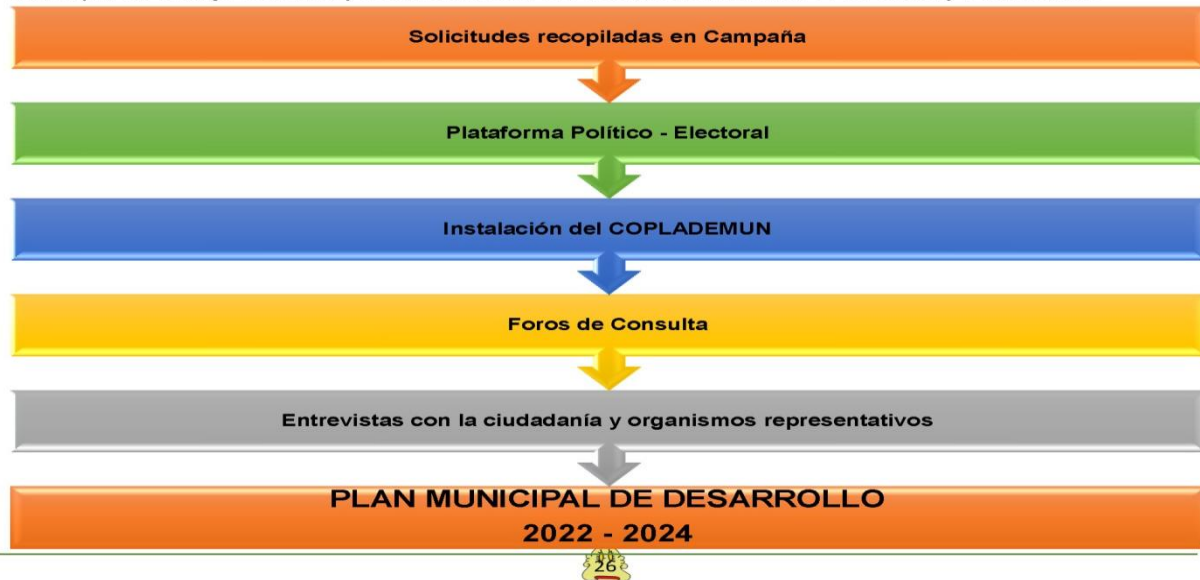 Solicitudes recopiladas en Campaña
Plataforma Político - Electoral
Instalación del COPLADEMUN
Foros de Consulta
Entrevistas con la ciudadanía y organismos representativos
PLAN MUNICIPAL DE DESARROLLO
2022 - 2024
26